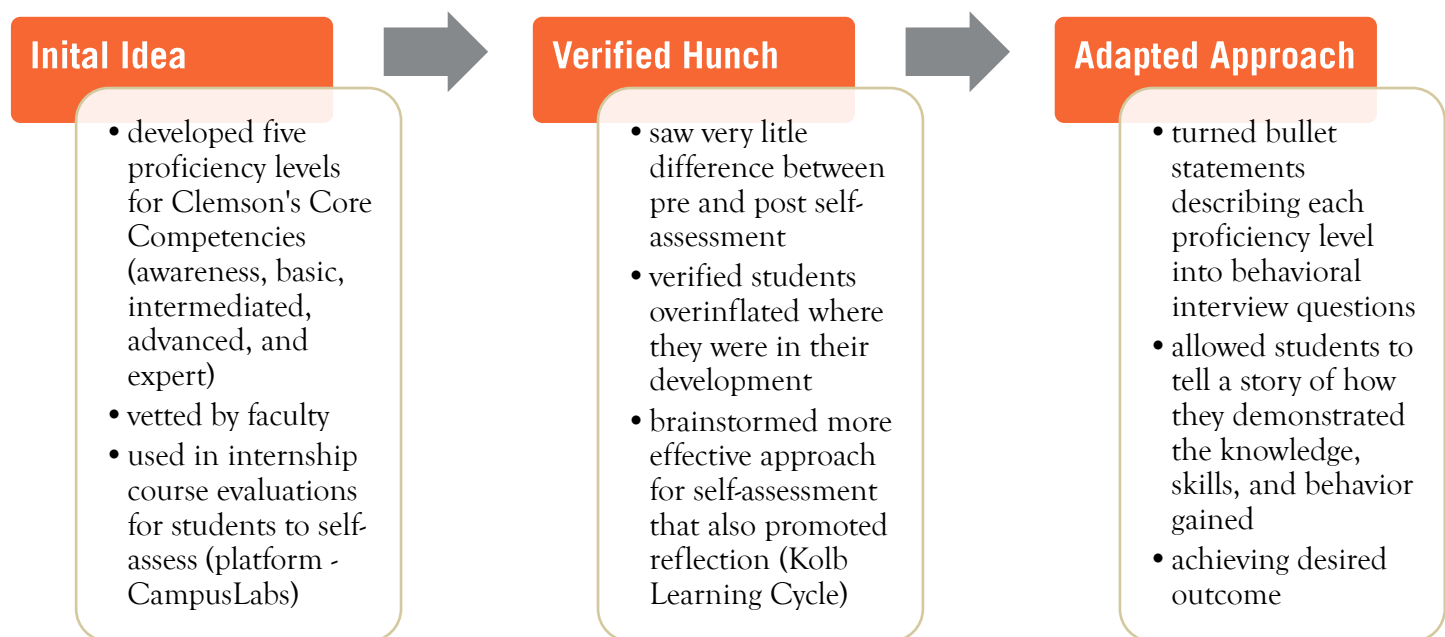 Inital Idea
• developed five
proficiency levels
for Clemson's Core
Competencies
(awareness, basic,
intermediated,
advanced, and
expert)
• vetted by faculty
• used in internship
course evaluations
for students to self-
assess (platform -
CampusLabs)
Verified Hunch
• saw very litle
difference between
pre and post self-
assessment
• verified students
overinflated where
they were in their
development
• brainstormed more
effective approach
for self-assessment
that also promoted
reflection (Kolb
Learning Cycle)
Adapted Approach
• turned bullet
statements
describing each
proficiency level
into behavioral
interview questions
• allowed students to
tell a story of how
they demonstrated
the knowledge,
skills, and behavior
gained
• achieving desired
outcome